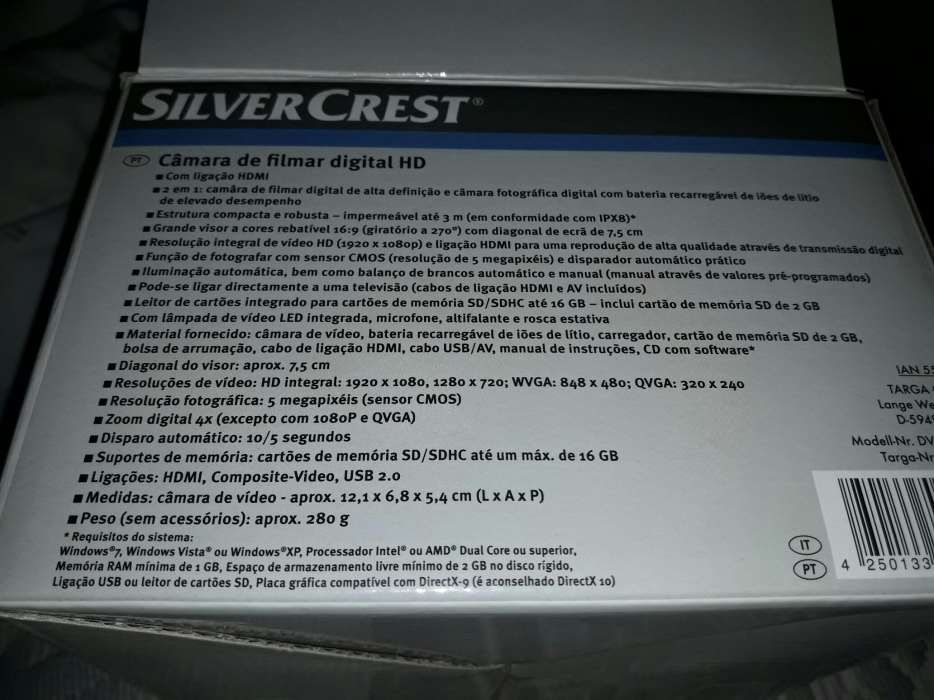 SILVERCREST®
PT Câmara de filmar digital HD
■ Com ligação HDMI
■ 2 em 1: camâra de filmar digital de alta definição e câmara fotográfica digital com bateria recarregável de iões de lítio
de elevado desempenho
■ Estrutura compacta e robusta – impermeável até 3 m (em conformidade com IPX8)*
■ Grande visor a cores rebatível 16:9 (giratório a 270°) com diagonal de ecrã de 7,5 cm
■ Resolução integral de vídeo HD (1920 x 1080p) e ligação HDMI para uma reprodução de alta qualidade através de transmissão digital
■ Função de fotografar com sensor CMOS (resolução de 5 megapixéis) e disparador automático prático
■ Iluminação automática, bem como balanço de brancos automático e manual (manual através de valores pré-programados)
■ Pode-se ligar directamente a uma televisão (cabos de ligação HDMI e AV incluídos)
■ Leitor de cartões integrado para cartões de memória SD/SDHC até 16 GB – inclui cartão de memória SD de 2 GB
■ Com lâmpada de vídeo LED integrada, microfone, altifalante e rosca estativa
■ Material fornecido: câmara de vídeo, bateria recarregável de iões de lítio, carregador, cartão de memória SD de 2 GB,
bolsa de arrumação, cabo de ligação HDMI, cabo USB/AV, manual de instruções, CD com software*
■ Diagonal do visor: aprox. 7,5 cm
■ Resoluções de vídeo: HD integral: 1920 x 1080, 1280 x 720; WVGA: 848 x 480; QVGA: 320 x 240
■ Resolução fotográfica: 5 megapixéis (sensor CMOS)
■ Zoom digital 4x (excepto com 1080P e QVGA)
■ Disparo automático: 10/5 segundos
■ Suportes de memória: cartões de memória SD/SDHC até um máx. de 16 GB
■ Ligações: HDMI, Composite-Video, USB 2.0
■ Medidas: câmara de vídeo - aprox. 12,1 x 6,8 x 5,4 cm (L x A x P)
■ Peso (sem acessórios): aprox. 280 g
* Requisitos do sistema:
Windows®7, Windows Vista® ou Windows®XP, Processador Intel® ou AMD® Dual Core ou superior,
Memória RAM mínima de 1 GB, Espaço de armazenamento livre mínimo de 2 GB no disco rígido,
Ligação USB ou leitor de cartões SD, Placa gráfica compatível com DirectX-9 (é aconselhado DirectX 10)
IAN 55
TARGA
Lange We
D-594
Modell-Nr. DV
Targa-Nr
IT
PT
4 250133